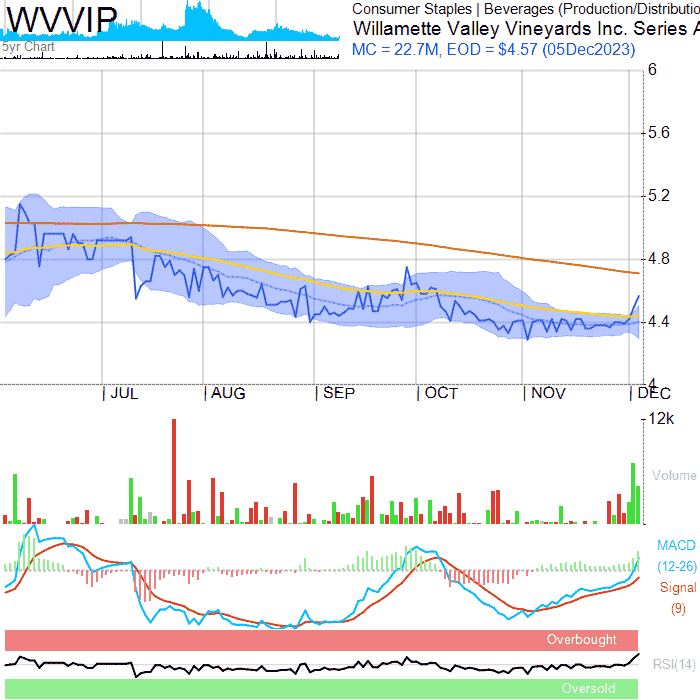 WVVIP
5yr Chart
Consumer Staples | Beverages (Production/Distributio
Willamette Valley Vineyards Inc. Series A
MC = 22.7M, EOD = $4.57 (05Dec2023)
6
5.6
5.2
4.8
4.4
4
JUL AUG SEP OCT NOV DEC
12k
Volume
MACD
(12-26)
Signal
(9)
Overbought
RSI(14)
Oversold